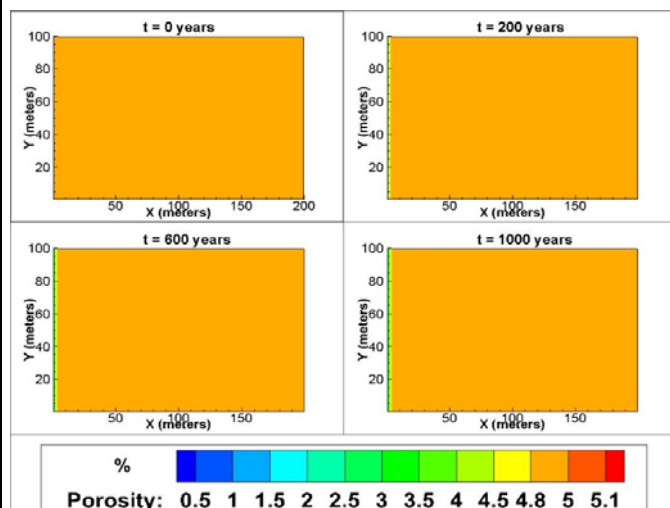 t = 0 years
100
80
60
40
20
Y (meters)
50 100 150 200
X (meters)
t = 200 years
100
80
60
40
20
Y (meters)
50 100 150
X (meters)
t = 600 years
100
80
60
40
20
Y (meters)
50 100 150
X (meters)
t = 1000 years
100
80
60
40
20
Y (meters)
50 100 150
X (meters)
%
Porosity: 0.5 1 1.5 2 2.5 3 3.5 4 4.5 4.8 5 5.1